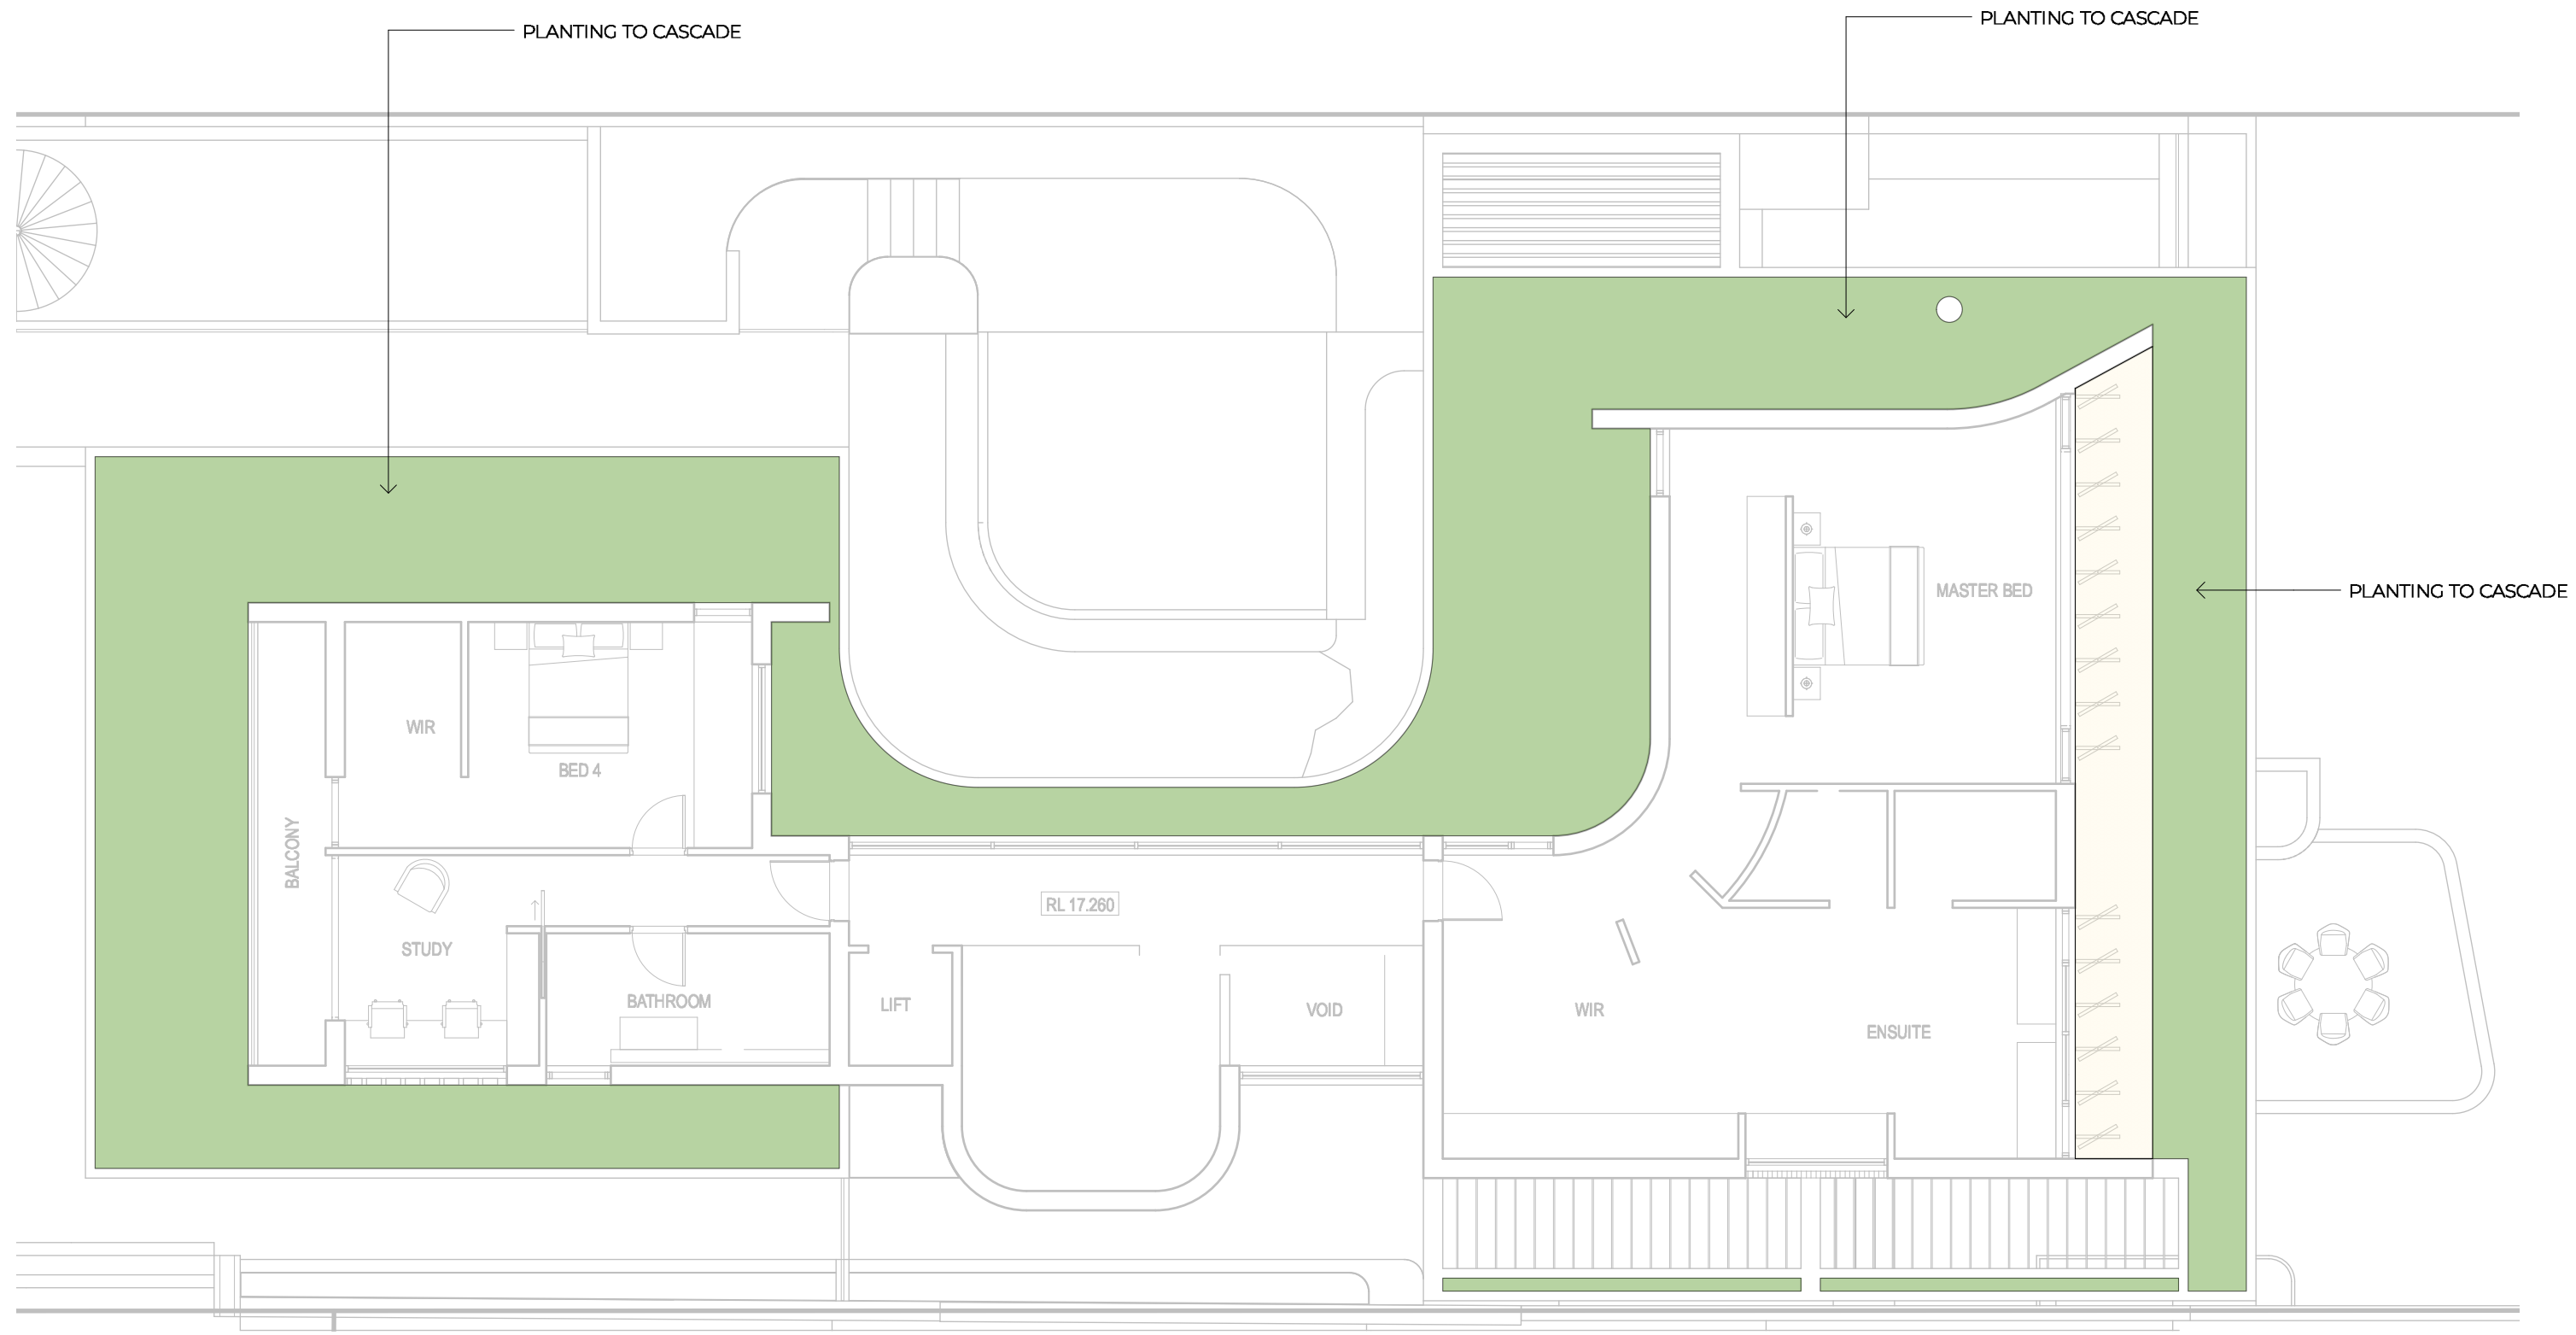 PLANTING TO CASCADE
PLANTING TO CASCADE
PLANTING TO CASCADE
MASTER BED
WIR
BED 4
BALCONY
RL 17.260
STUDY
BATHROOM
LIFT
VOID
WIR
ENSUITE